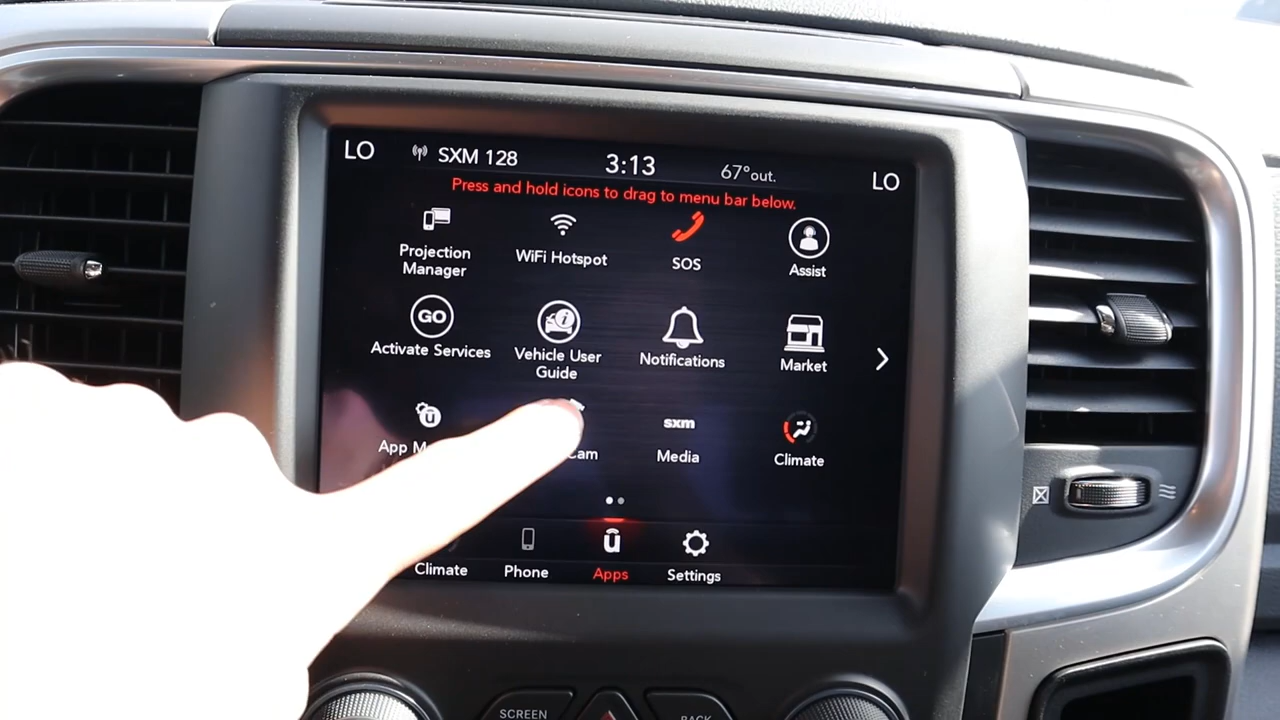 LO SXM 128 3:13 67°out. LO
Press and hold icons to drag to menu bar below.
Projection
Manager
WiFi Hotspot
SOS
Assist
GO
Activate Services
Vehicle User
Guide
Notifications
Market
App
Cam
sxm
Media
Climate
Climate
Phone
Apps
Settings
SCREEN
BACK